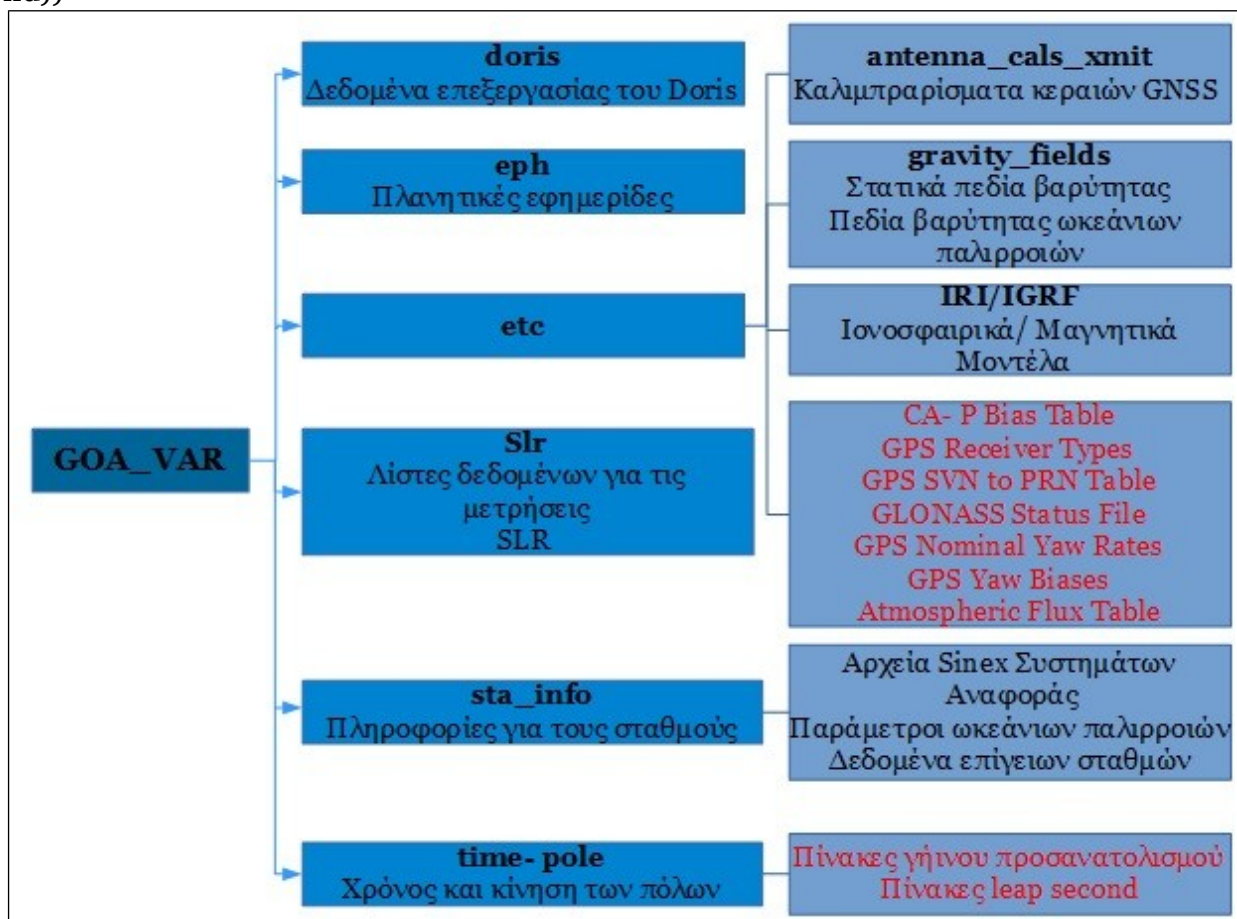 GOA_VAR
doris
Δεδομένα επεξεργασίας του Doris
eph
Πλανητικές εφημερίδες
etc
Slr
Λίστες δεδομένων για τις
μετρήσεις
SLR
sta_info
Πληροφορίες για τους σταθμούς
time- pole
Χρόνος και κίνηση των πόλων
antenna_cals_xmit
Καλιμπραρίσματα κεραιών GNSS
gravity_fields
Στατικά πεδία βαρύτητας
Πεδία βαρύτητας ωκεάνιων
παλιρροιών
IRI/IGRF
Ιονοσφαιρικά/ Μαγνητικά
Μοντέλα
CA- P Bias Table
GPS Receiver Types
GPS SVN to PRN Table
GLONASS Status File
GPS Nominal Yaw Rates
GPS Yaw Biases
Atmospheric Flux Table
Αρχεία Sinex Συστημάτων
Αναφοράς
Παράμετροι ωκεάνιων παλιρροιών
Δεδομένα επίγειων σταθμών
Πίνακες γήινου προσανατολισμού
Πίνακες leap second